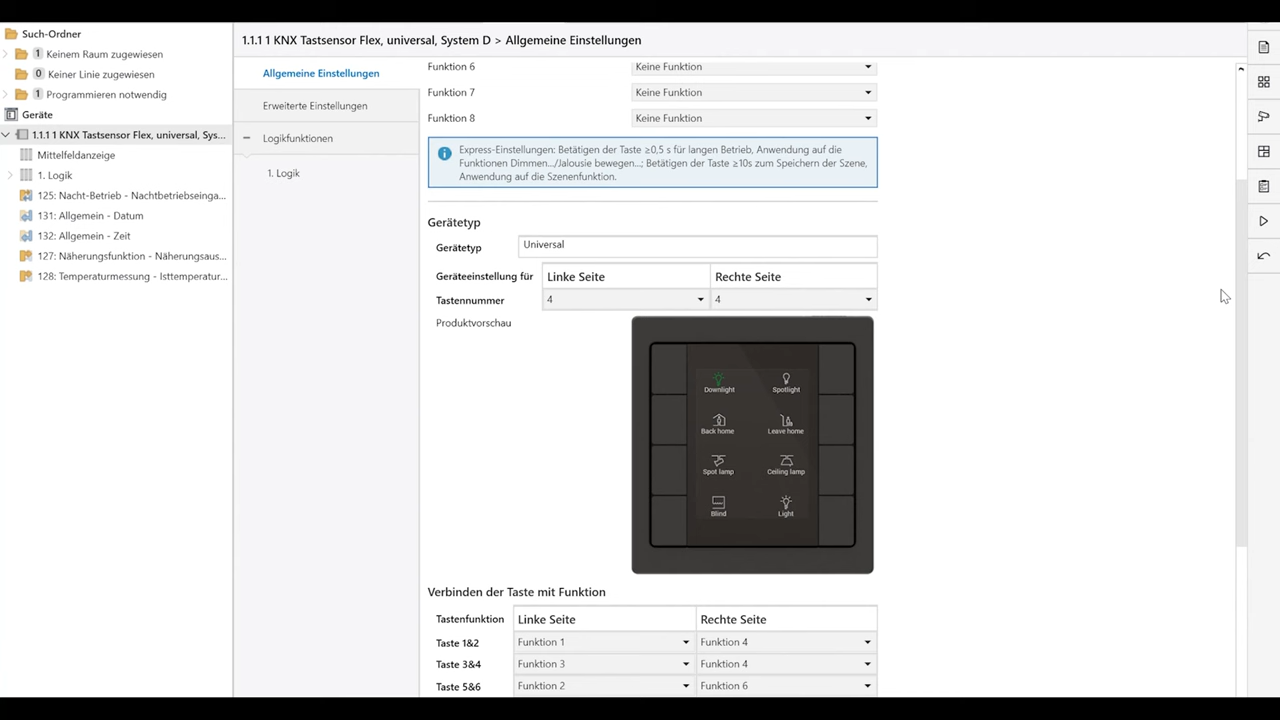 Such-Ordner
1 Keinem Raum zugewiesen
0 Keiner Linie zugewiesen
1 Programmieren notwendig
Geräte
1.1.1 1 KNX Tastsensor Flex, universal, Sys...
Mittelfeldanzeige
1. Logik
125: Nacht-Betrieb - Nachtbetriebseinga...
131: Allgemein - Datum
132: Allgemein - Zeit
127: Näherungsfunktion - Näherungsaus...
128: Temperaturmessung - Isttemperatur...
1.1.1 1 KNX Tastsensor Flex, universal, System D > Allgemeine Einstellungen
Allgemeine Einstellungen
Erweiterte Einstellungen
Logikfunktionen
1. Logik
Funktion 6 Keine Funktion
Funktion 7 Keine Funktion
Funktion 8 Keine Funktion
Express-Einstellungen: Betätigen der Taste ≥0,5 s für langen Betrieb, Anwendung auf die
Funktionen Dimmen.../Jalousie bewegen...; Betätigen der Taste ≥10s zum Speichern der Szene,
Anwendung auf die Szenenfunktion.
Gerätetyp
Gerätetyp Universal
Geräteeinstellung für Linke Seite Rechte Seite
Tastennummer 4 4
Produktvorschau
Downlight Spotlight
Back home Leave home
Spot lamp Ceiling lamp
Blind Light
Verbinden der Taste mit Funktion
Tastenfunktion Linke Seite Rechte Seite
Taste 1&2 Funktion 1 Funktion 4
Taste 3&4 Funktion 3 Funktion 4
Taste 5&6 Funktion 2 Funktion 6